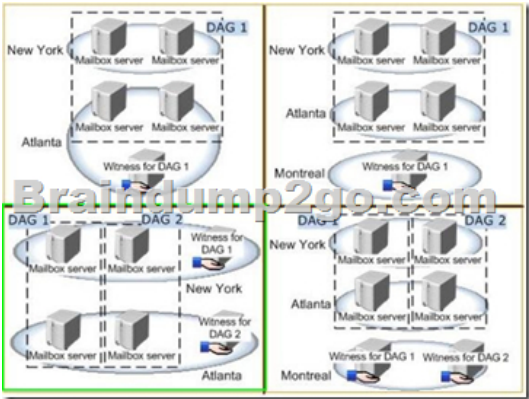 DAG 1
New York
Mailbox server Mailbox server
Mailbox server Mailbox server
Atlanta
Witness for DAG 1
DAG 1
New York
Mailbox server Mailbox server
Atlanta
Mailbox server Mailbox server
Witness for DAG 1
Montreal
Braindump2go.com
DAG 1 DAG 2
Witness for
DAG 1
Mailbox server Mailbox server
New York
Witness for
DAG 2
Mailbox server Mailbox server
Atlanta
DAG 1 DAG 2
New York
Mailbox server Mailbox server
Atlanta
Mailbox server Mailbox server
Witness for DAG 1 Witness for DAG 2
Montreal